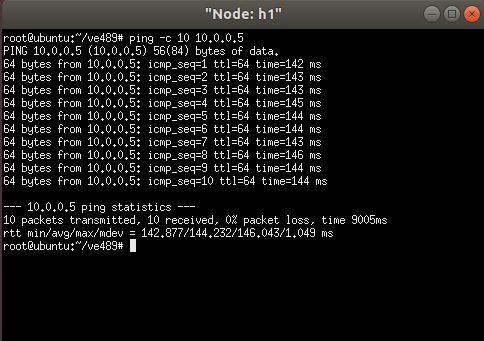 "Node: h1"
root@ubuntu:~/ve489# ping -c 10 10.0.0.5
PING 10.0.0.5 (10.0.0.5) 56(84) bytes of data.
64 bytes from 10.0.0.5: icmp_seq=1 ttl=64 time=142 ms
64 bytes from 10.0.0.5: icmp_seq=2 ttl=64 time=143 ms
64 bytes from 10.0.0.5: icmp_seq=3 ttl=64 time=143 ms
64 bytes from 10.0.0.5: icmp_seq=4 ttl=64 time=145 ms
64 bytes from 10.0.0.5: icmp_seq=5 ttl=64 time=144 ms
64 bytes from 10.0.0.5: icmp_seq=6 ttl=64 time=144 ms
64 bytes from 10.0.0.5: icmp_seq=7 ttl=64 time=143 ms
64 bytes from 10.0.0.5: icmp_seq=8 ttl=64 time=146 ms
64 bytes from 10.0.0.5: icmp_seq=9 ttl=64 time=144 ms
64 bytes from 10.0.0.5: icmp_seq=10 ttl=64 time=144 ms
--- 10.0.0.5 ping statistics ---
10 packets transmitted, 10 received, 0% packet loss, time 9005ms
rtt min/avg/max/mdev = 142.877/144.232/146.043/1.049 ms
root@ubuntu:~/ve489#